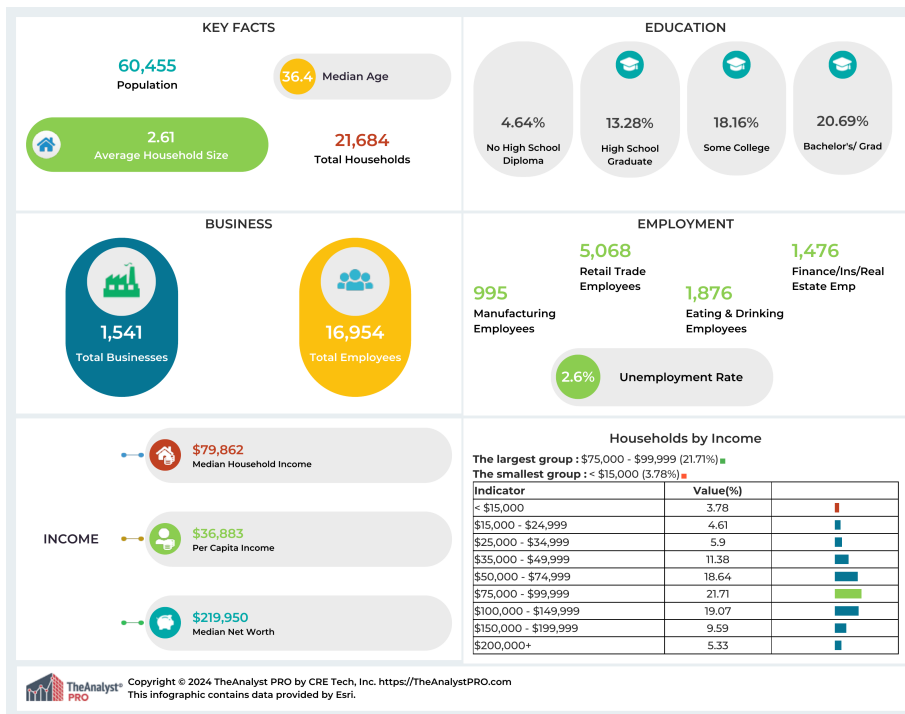 KEY FACTS
60,455
Population
36.4 Median Age
2.61
Average Household Size
21,684
Total Households
EDUCATION
4.64%
No High School
Diploma
13.28%
High School
Graduate
18.16%
Some College
20.69%
Bachelor's/ Grad
BUSINESS
1,541
Total Businesses
16,954
Total Employees
EMPLOYMENT
995
Manufacturing
Employees
5,068
Retail Trade
Employees
1,876
Eating & Drinking
Employees
1,476
Finance/Ins/Real
Estate Emp
2.6% Unemployment Rate
INCOME
$79,862
Median Household Income
$36,883
Per Capita Income
$219,950
Median Net Worth
Households by Income
The largest group : $75,000 - $99,999 (21.71%)
The smallest group : < $15,000 (3.78%)
Indicator Value(%)
< $15,000 3.78
$15,000 - $24,999 4.61
$25,000 - $34,999 5.9
$35,000 - $49,999 11.38
$50,000 - $74,999 18.64
$75,000 - $99,999 21.71
$100,000 - $149,999 19.07
$150,000 - $199,999 9.59
$200,000+ 5.33
TheAnalyst®
PRO
Copyright © 2024 TheAnalyst PRO by CRE Tech, Inc. https://TheAnalystPRO.com
This infographic contains data provided by Esri.